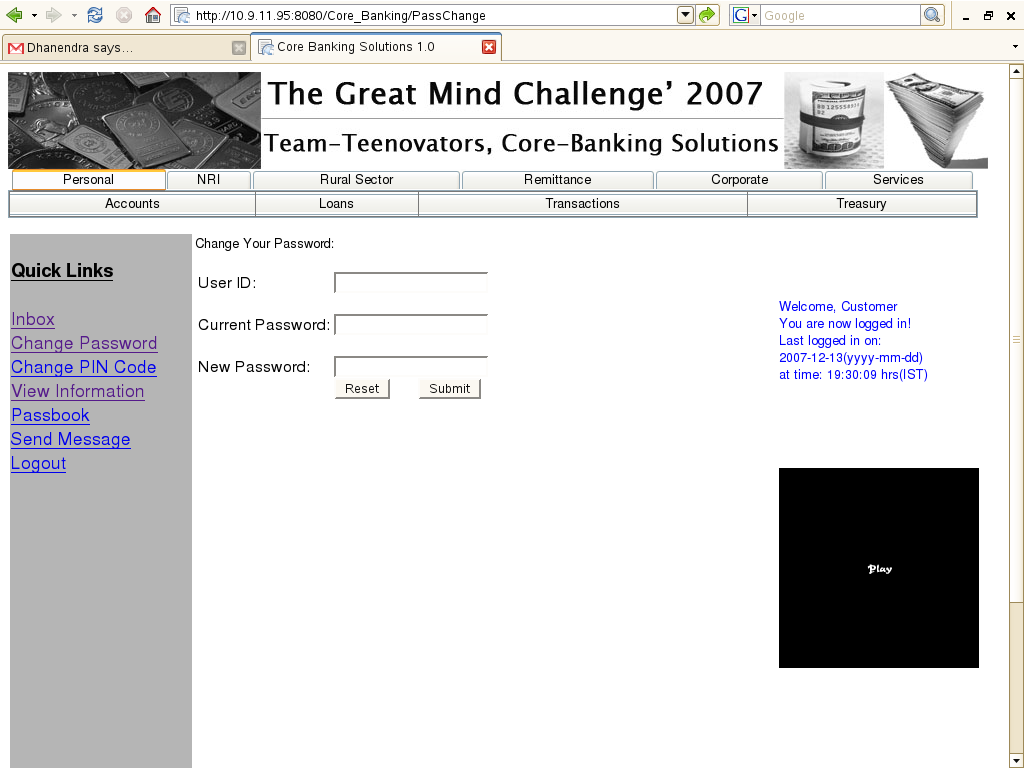 http://10.9.11.95:8080/Core_Banking/PassChange
G Google
Dhanendra says...
Core Banking Solutions 1.0
The Great Mind Challenge' 2007
Team-Teenovators, Core-Banking Solutions
Personal NRI Rural Sector Remittance Corporate Services
Accounts Loans Transactions Treasury
Quick Links
Inbox
Change Password
Change PIN Code
View Information
Passbook
Send Message
Logout
Change Your Password:
User ID:
Current Password:
New Password:
Reset Submit
Welcome, Customer
You are now logged in!
Last logged in on:
2007-12-13(yyyy-mm-dd)
at time: 19:30:09 hrs(IST)
Play